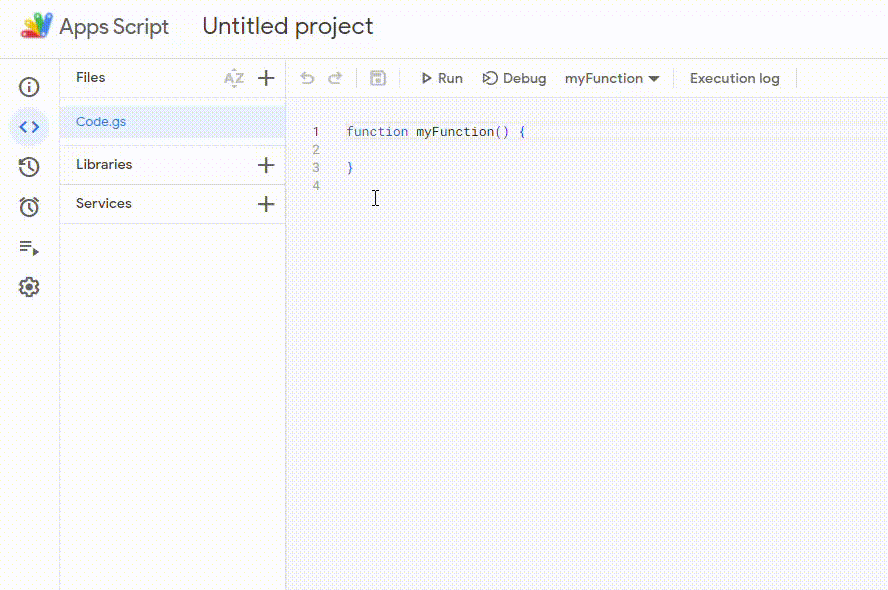 Apps Script Untitled project
Files AZ
Run Debug myFunction Execution log
Code.gs
Libraries
Services
1 function myFunction() {
2
3 }
4